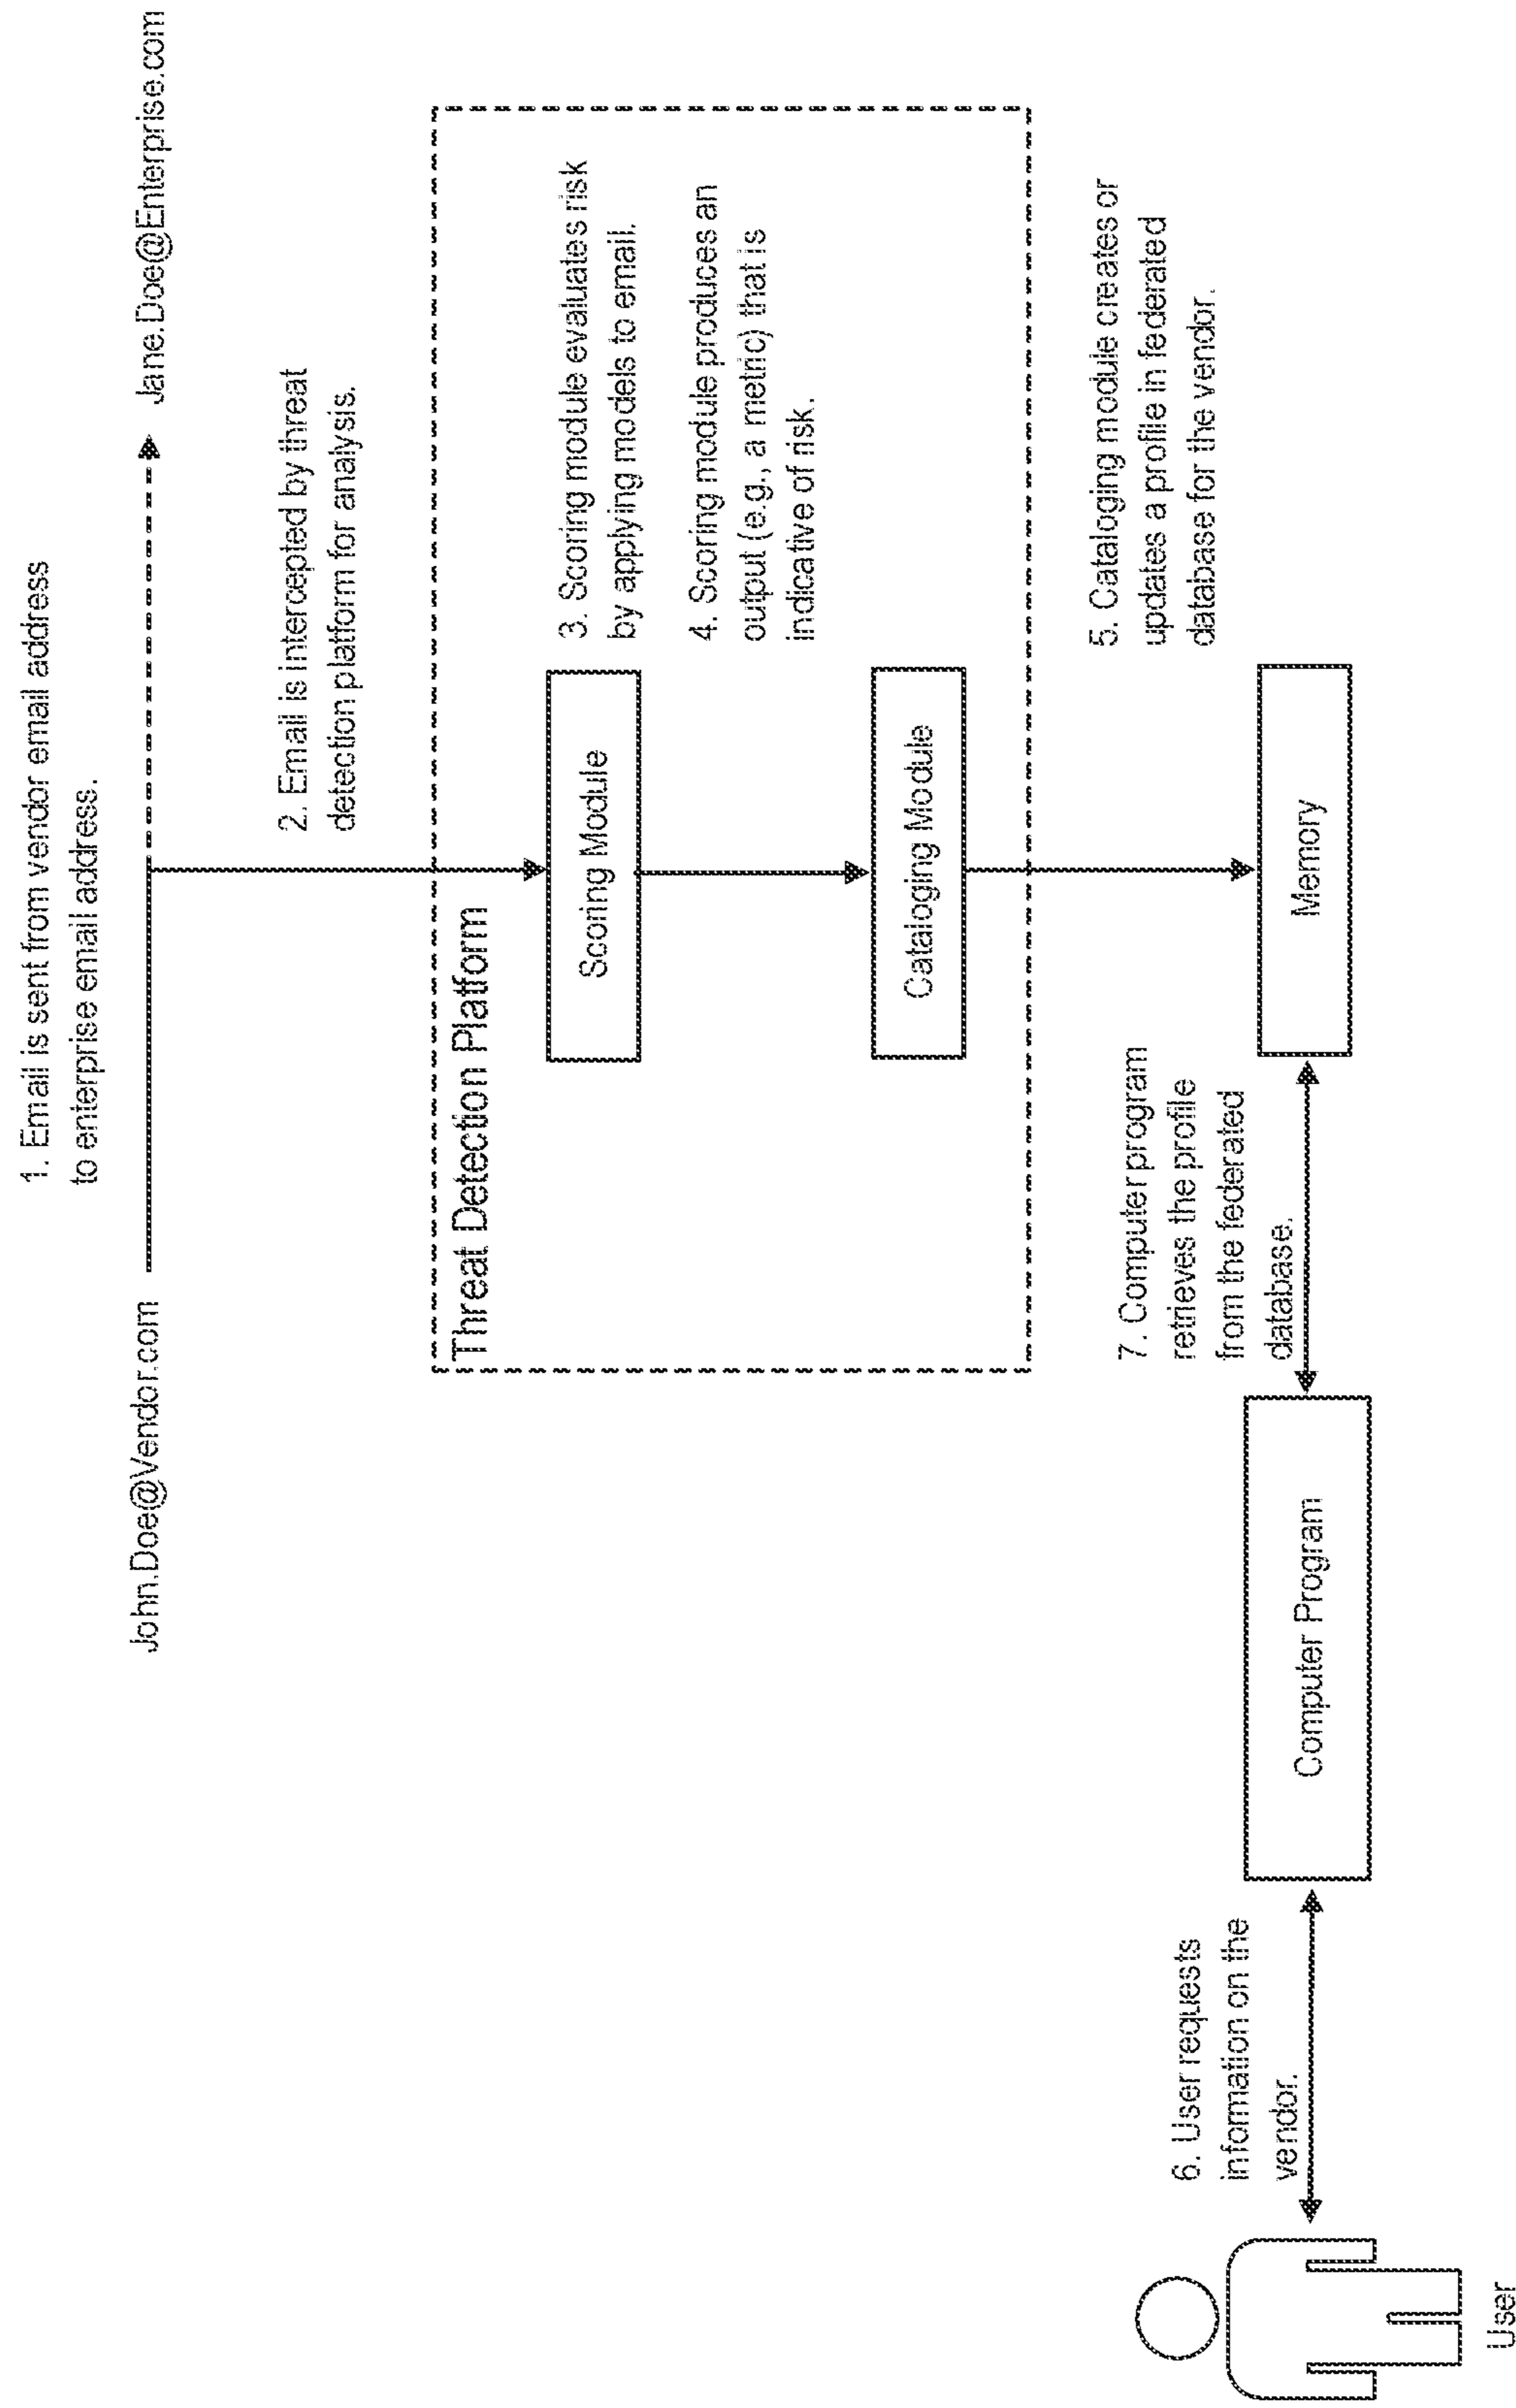 1. Email is sent from vendor email address
to enterprise email address.
John.Doe@Vendor.com
Jane.Doe@Enterprise.com
2. Email is intercepted by threat
detection platform for analysis.
Threat Detection Platform
Scoring Module
3. Scoring module evaluates risk
by applying models to email.
4. Scoring module produces an
output (e.g., a metric) that is
indicative of risk.
Cataloging Module
5. Cataloging module creates or
updates a profile in federated
database for the vendor.
6. User requests
information on the
vendor.
7. Computer program
retrieves the profile
from the federated
database.
User
Computer Program
Memory